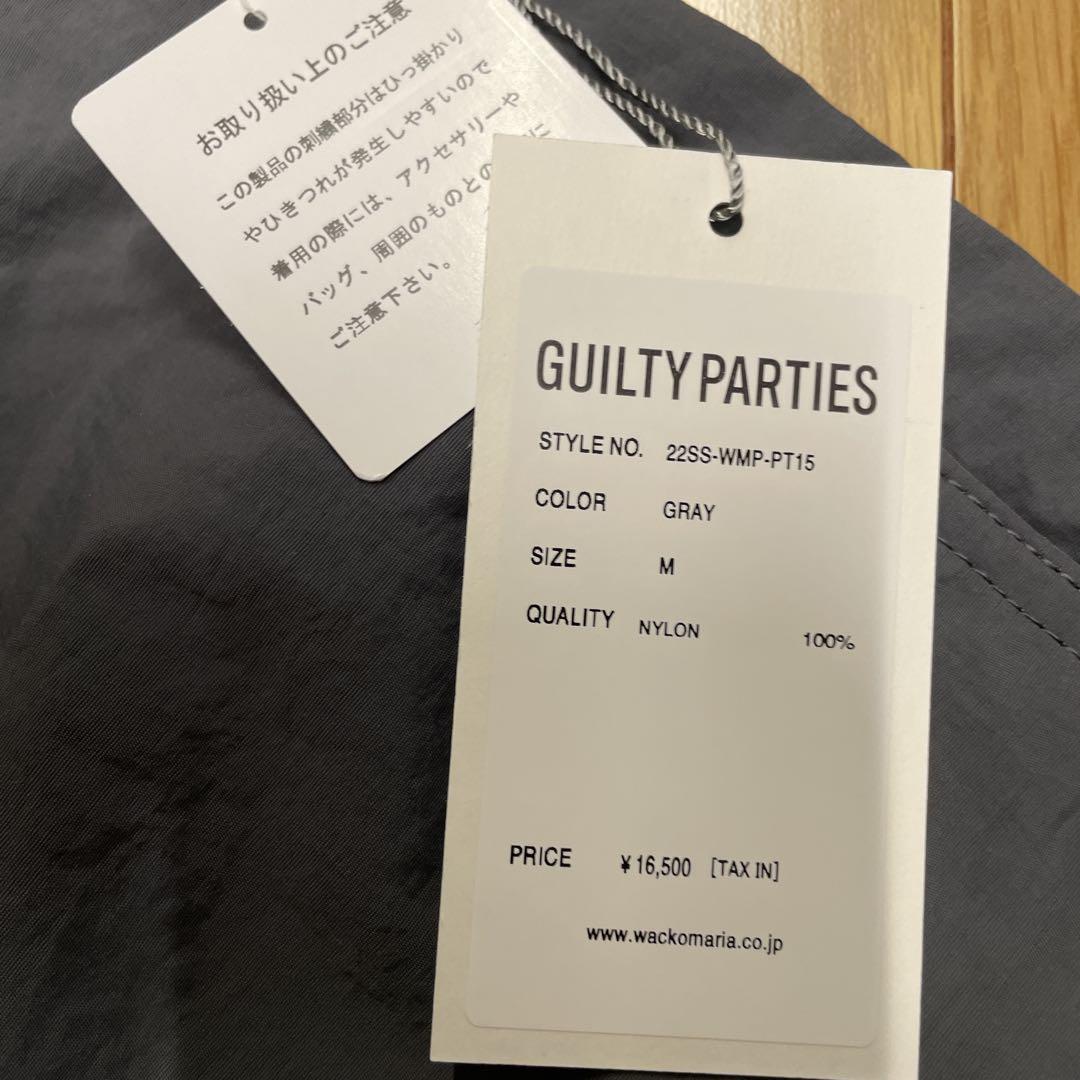 お取り扱い上のご注意
この製品の刺繍部分はひっ掛かり
やひきつれが発生しやすいので
着用の際には、アクセサリーや
バッグ、周囲のものとの に
ご注意下さい。
GUILTY PARTIES
STYLE NO. 22SS-WMP-PT15
COLOR GRAY
SIZE M
QUALITY NYLON 100%
PRICE ¥16,500 [TAX IN]
www.wackomaria.co.jp